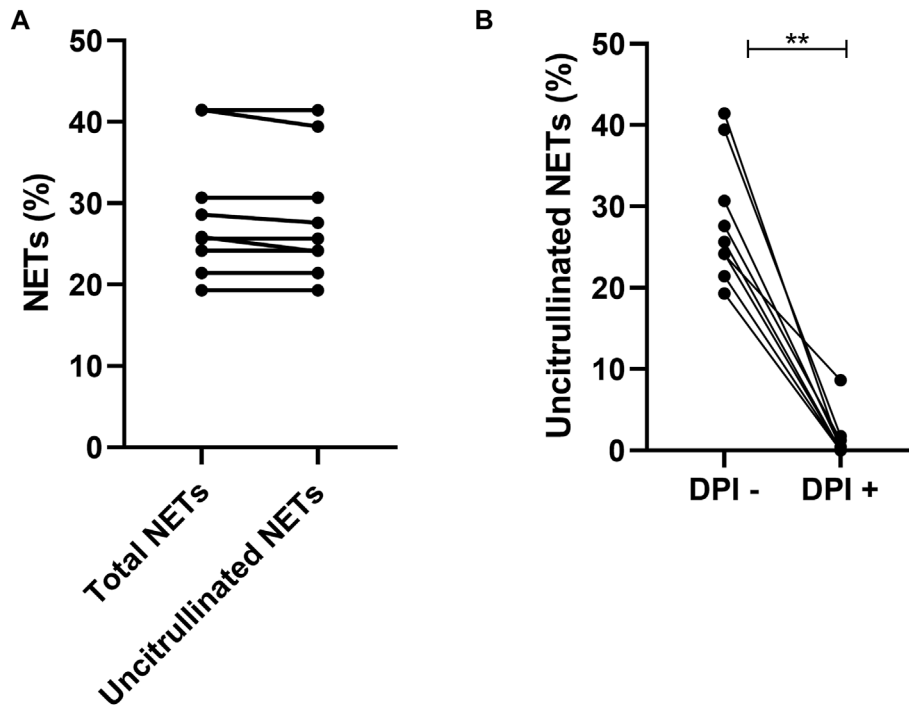 A
NETs (%)
50
40
30
20
10
0
Total NETs
Uncitrullinated NETs
B
Uncitrullinated NETs (%)
50
40
30
20
10
0
**
DPI -
DPI +